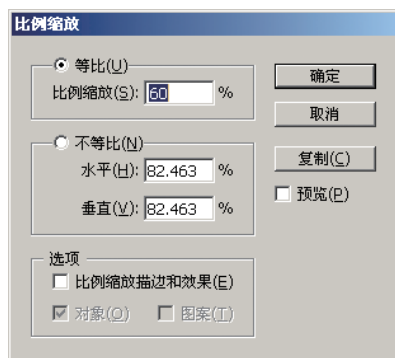 比例缩放
等比(U)
比例缩放(S): 60 %
不等比(N)
水平(H): 82.463 %
垂直(V): 82.463 %
选项
比例缩放描边和效果(E)
对象(O) 图案(T)
确定
取消
复制(C)
预览(P)